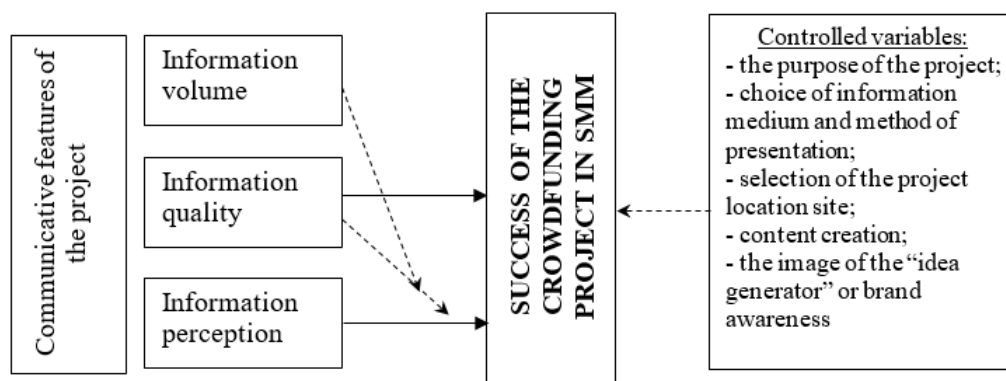 Communicative features of
the project
Information
volume
Information
quality
Information
perception
SUCCESS OF THE
CROWDFUNDING
PROJECT IN SMM
Controlled variables:
- the purpose of the project;
- choice of information
medium and method of
presentation;
- selection of the project
location site;
- content creation;
- the image of the “idea
generator” or brand
awareness